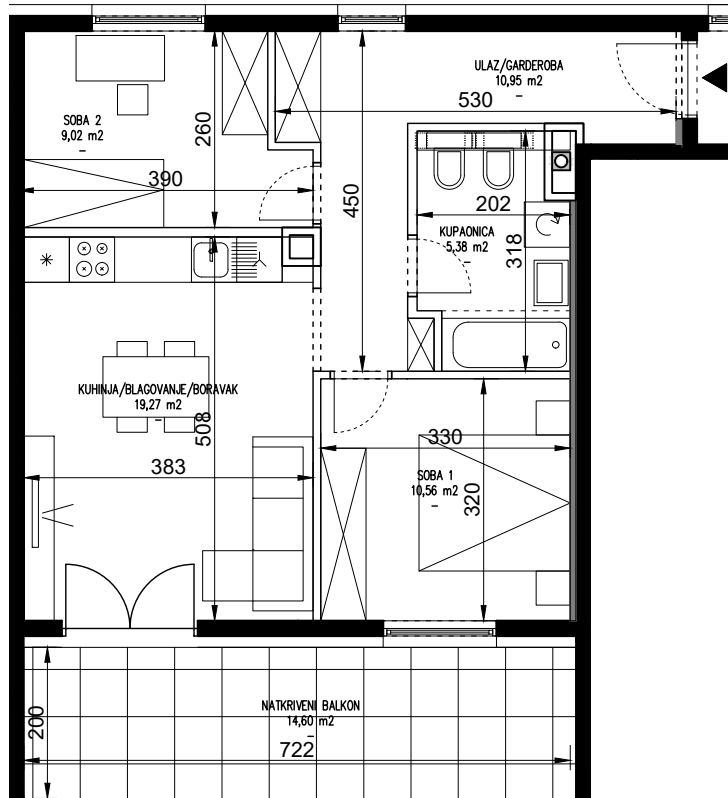 ULAZ/GARDEROBA
10,95 m2
530
SOBA 2
9,02 m2
260
390
450
202
KUPAONICA
5,38 m2
318
KUHINJA/BLAGOVANJE/BORAVAK
19,27 m2
508
383
330
SOBA 1
10,56 m2
320
NATKRIVENI BALKON
14,60 m2
200
722